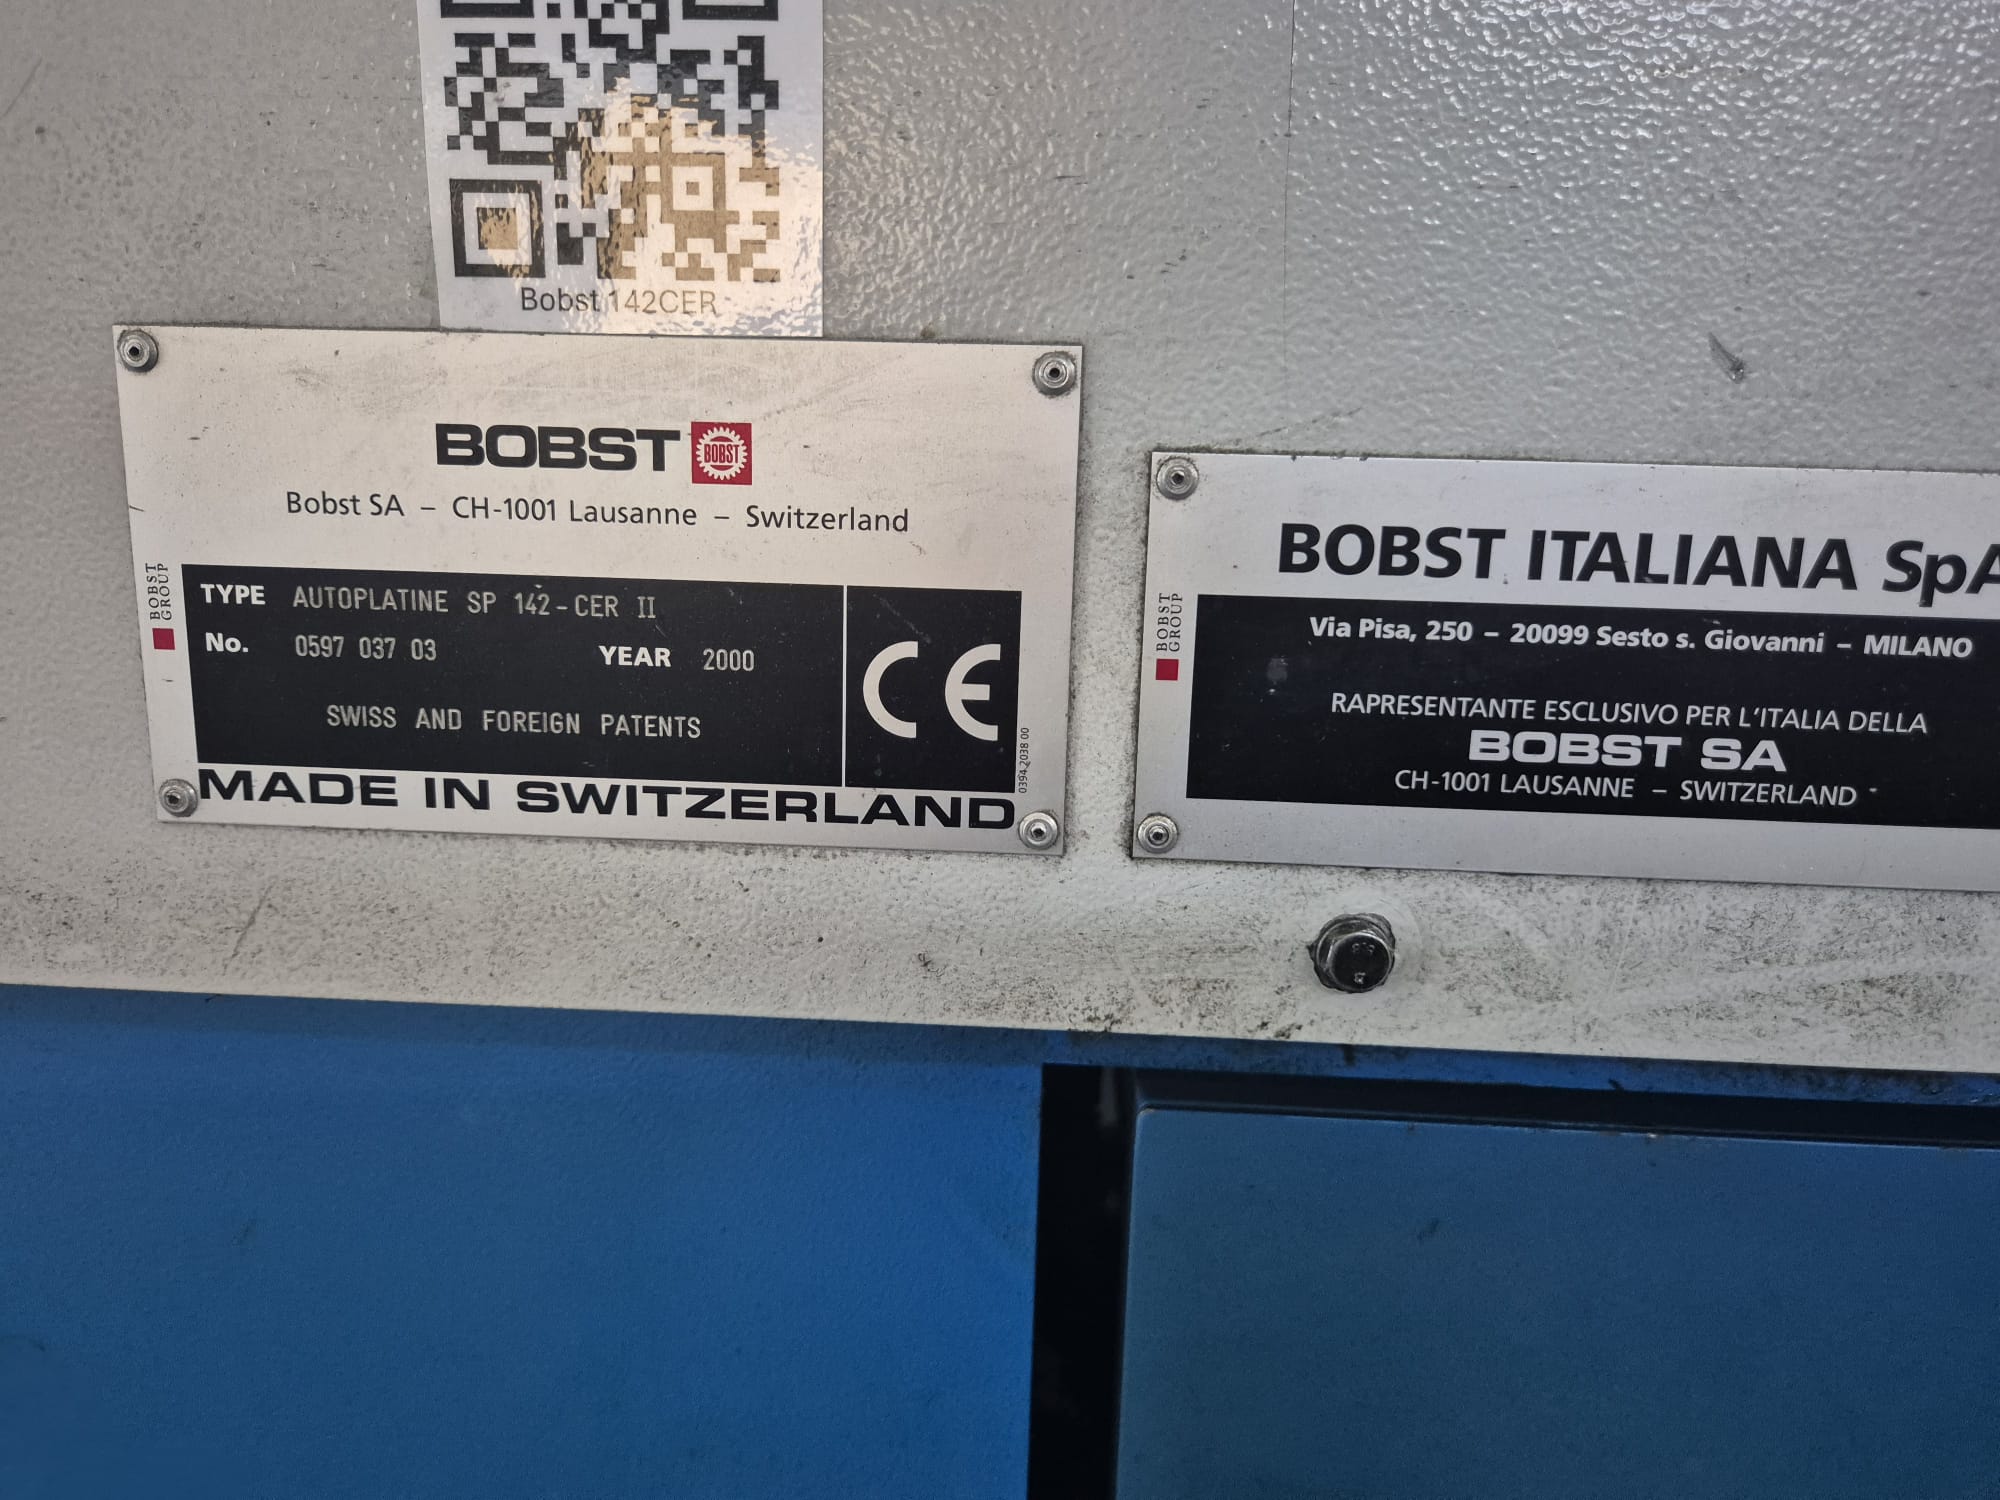 Bobst 142CER
BOBST BOBST
Bobst SA – CH-1001 Lausanne – Switzerland
BOBST
GROUP
TYPE AUTOPLATINE SP 142-CER II
No. 0597 037 03 YEAR 2000
SWISS AND FOREIGN PATENTS
CE
0394 2038 00
MADE IN SWITZERLAND
BOBST ITALIANA SpA
BOBST
GROUP
Via Pisa, 250 – 20099 Sesto s. Giovanni – MILANO
RAPRESENTANTE ESCLUSIVO PER L'ITALIA DELLA
BOBST SA
CH-1001 LAUSANNE – SWITZERLAND